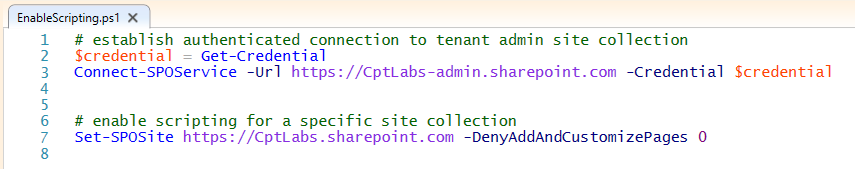 EnableScripting.ps1
1 # establish authenticated connection to tenant admin site collection
2 $credential = Get-Credential
3 Connect-SPOService -Url https://CptLabs-admin.sharepoint.com -Credential $credential
4
5
6 # enable scripting for a specific site collection
7 Set-SPOSite https://CptLabs.sharepoint.com -DenyAddAndCustomizePages 0
8